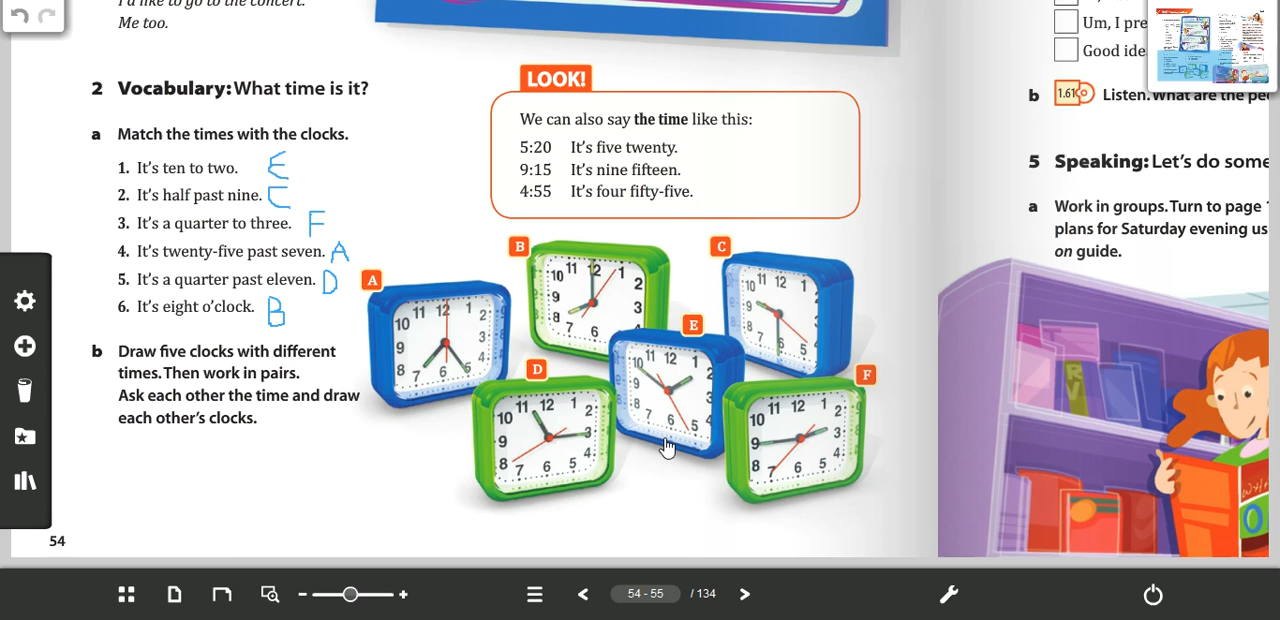 I'd like to go to the concert.
Me too.
2 Vocabulary: What time is it?
a Match the times with the clocks.
1. It's ten to two. E
2. It's half past nine. C
3. It's a quarter to three. F
4. It's twenty-five past seven. A
5. It's a quarter past eleven. D
6. It's eight o'clock. B
b Draw five clocks with different
times. Then work in pairs.
Ask each other the time and draw
each other's clocks.
54
LOOK!
We can also say the time like this:
5:20 It's five twenty.
9:15 It's nine fifteen.
4:55 It's four fifty-five.
A
B
C
D
E
F
Um, I pre
Good ide
b 1.61 Listen. What are the pe
5 Speaking: Let's do some
a Work in groups. Turn to page
plans for Saturday evening us
on guide.
54 - 55 / 134